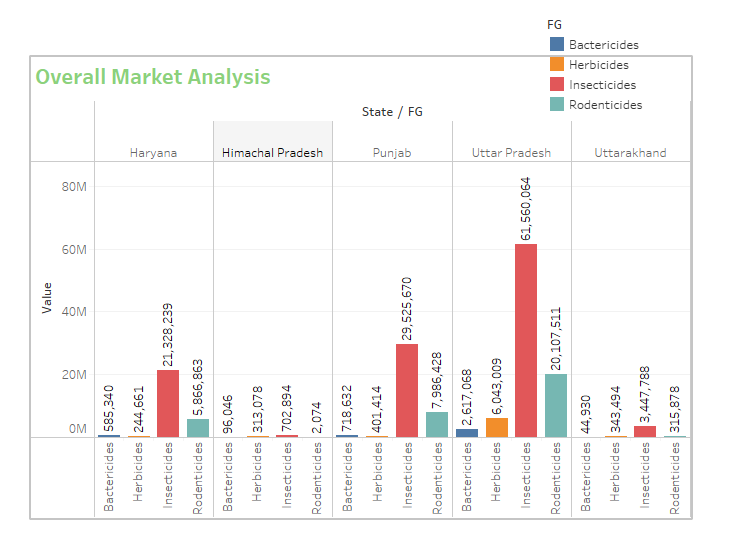 FG
Bactericides
Herbicides
Insecticides
Rodenticides
Overall Market Analysis
State / FG
Haryana
Himachal Pradesh
Punjab
Uttar Pradesh
Uttarakhand
Value
80M
60M
40M
20M
0M
585,340
244,661
21,328,239
5,866,863
96,046
313,078
702,894
2,074
718,632
401,414
29,525,670
7,986,428
2,617,068
6,043,009
61,560,064
20,107,511
44,930
343,494
3,447,788
315,878
Bactericides
Herbicides
Insecticides
Rodenticides
Bactericides
Herbicides
Insecticides
Rodenticides
Bactericides
Herbicides
Insecticides
Rodenticides
Bactericides
Herbicides
Insecticides
Rodenticides
Bactericides
Herbicides
Insecticides
Rodenticides